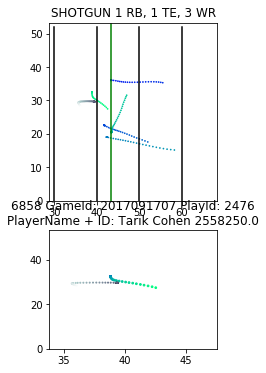 SHOTGUN 1 RB, 1 TE, 3 WR
50
40
30
20
10
0
30 40 50 60
6858 GameId: 2017091707 PlayId: 2476
PlayerName + ID: Tarik Cohen 2558250.0
40
20
0
35 40 45